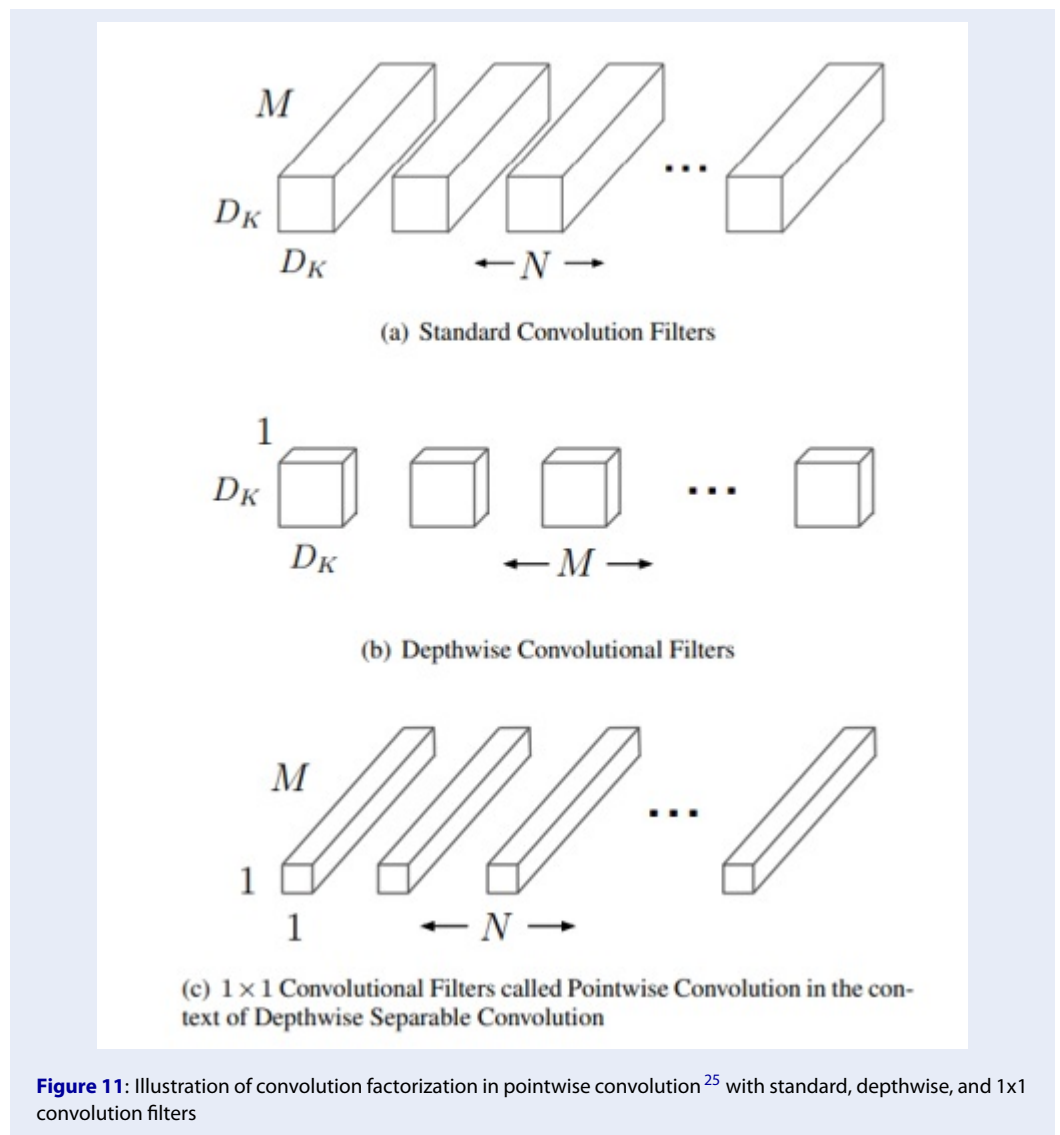 M
D_K
D_K
← N →
...
(a) Standard Convolution Filters
1
D_K
D_K
← M →
...
(b) Depthwise Convolutional Filters
M
1
1
← N →
...
(c) 1 × 1 Convolutional Filters called Pointwise Convolution in the con-
text of Depthwise Separable Convolution
Figure 11: Illustration of convolution factorization in pointwise convolution 25 with standard, depthwise, and 1x1
convolution filters